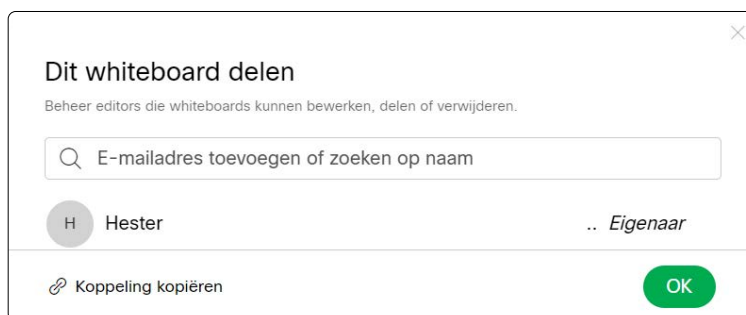 Dit whiteboard delen
Beheer editors die whiteboards kunnen bewerken, delen of verwijderen.
E-mailadres toevoegen of zoeken op naam
H Hester .. Eigenaar
Koppeling kopiëren OK